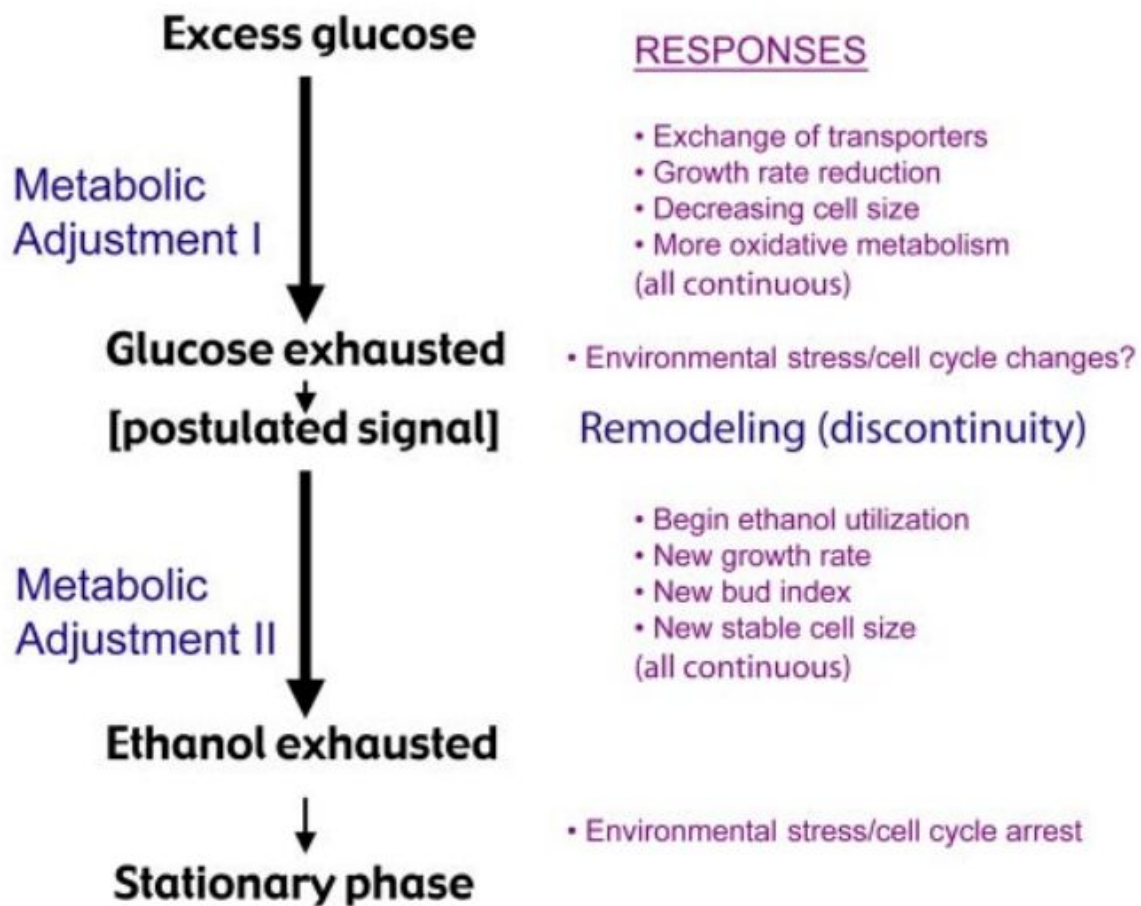 Excess glucose
RESPONSES
Metabolic
Adjustment I
• Exchange of transporters
• Growth rate reduction
• Decreasing cell size
• More oxidative metabolism
(all continuous)
Glucose exhausted
• Environmental stress/cell cycle changes?
[postulated signal]
Remodeling (discontinuity)
Metabolic
Adjustment II
• Begin ethanol utilization
• New growth rate
• New bud index
• New stable cell size
(all continuous)
Ethanol exhausted
• Environmental stress/cell cycle arrest
Stationary phase